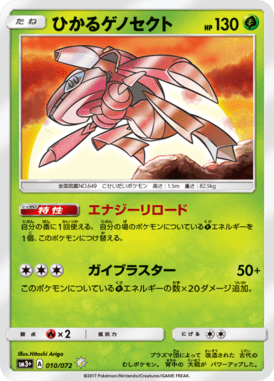 たね ひかるゲノセクト HP 130
全国図鑑NO.649 こせいだいポケモン 高さ:1.5m 重さ:82.5kg
特性 エナジーリロード
自分の番に1回使える。自分の場のポケモンについているエネルギーを
1個、このポケモンにつけ替える。
ガイブラスター 50+
このポケモンについているエネルギーの数×20ダメージ追加。
弱点 ×2 抵抗力 にげる
Illus.Hitoshi Ariga
プラズマ団によって 改造された 古代の
むしポケモン。背中の 大砲が パワーアップした。
SM3+ A 010/072
©2017 Pokémon/Nintendo/Creatures/GAME FREAK.